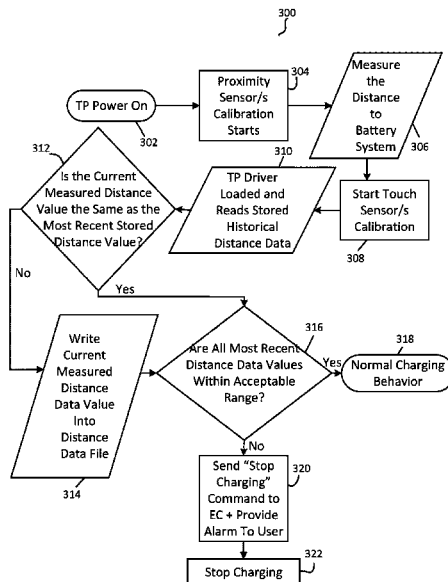 300
TP Power On
302
Proximity
Sensor/s
Calibration
Starts
304
Measure
the
Distance
to
Battery
System
306
Start Touch
Sensor/s
Calibration
308
310
TP Driver
Loaded and
Reads Stored
Historical
Distance Data
312
Is the Current
Measured Distance
Value the Same as the
Most Recent Stored
Distance Value?
No
Yes
Write
Current
Measured
Distance
Data Value
Into
Distance
Data File
314
316
Are All Most Recent
Distance Data Values
Within Acceptable
Range?
Yes
318
Normal Charging
Behavior
No
Send “Stop
Charging”
Command to
EC + Provide
Alarm To User
320
322
Stop Charging